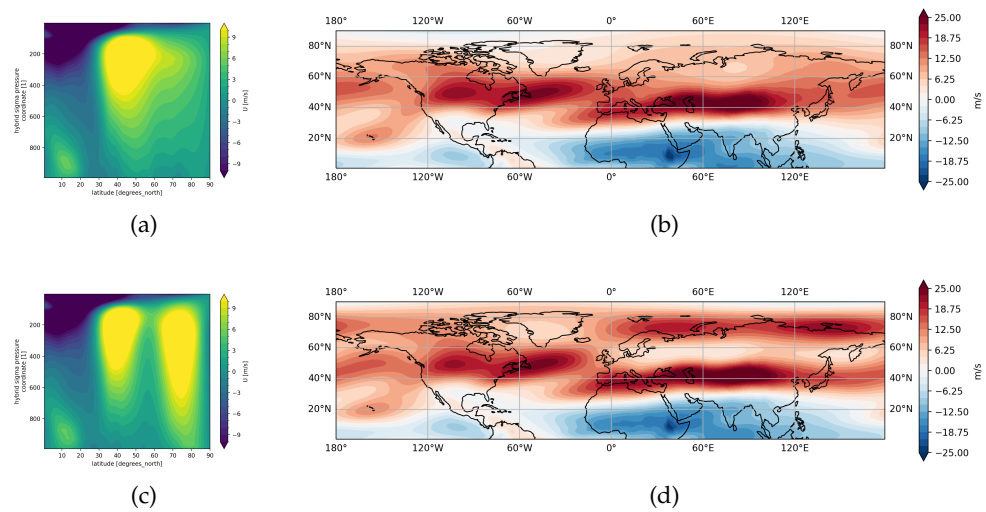 hybrid sigma pressure
coordinate [1]
200
400
600
800
10 20 30 40 50 60 70 80 90
latitude [degrees_north]
9
6
3
0
−3
−6
−9
U [m/s]
(a)
180° 120°W 60°W 0° 60°E 120°E
80°N 80°N
60°N 60°N
40°N 40°N
20°N 20°N
180° 120°W 60°W 0° 60°E 120°E
25.00
18.75
12.50
6.25
0.00
−6.25
−12.50
−18.75
−25.00
m/s
(b)
hybrid sigma pressure
coordinate [1]
200
400
600
800
10 20 30 40 50 60 70 80 90
latitude [degrees_north]
9
6
3
0
−3
−6
−9
U [m/s]
(c)
180° 120°W 60°W 0° 60°E 120°E
80°N 80°N
60°N 60°N
40°N 40°N
20°N 20°N
180° 120°W 60°W 0° 60°E 120°E
25.00
18.75
12.50
6.25
0.00
−6.25
−12.50
−18.75
−25.00
m/s
(d)